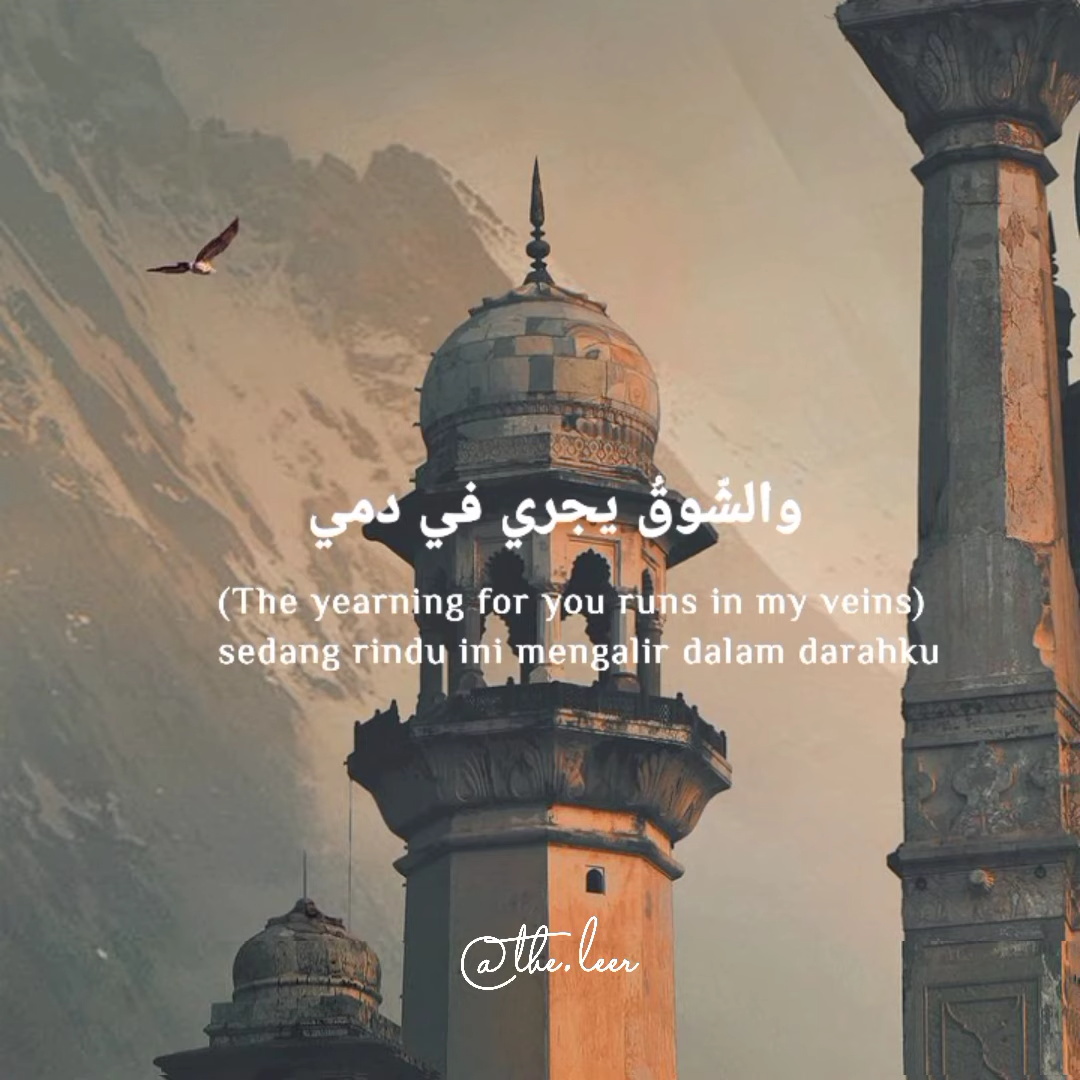 والشّوقُ يجري في دمي
(The yearning for you runs in my veins)
sedang rindu ini mengalir dalam darahku
@the.leer